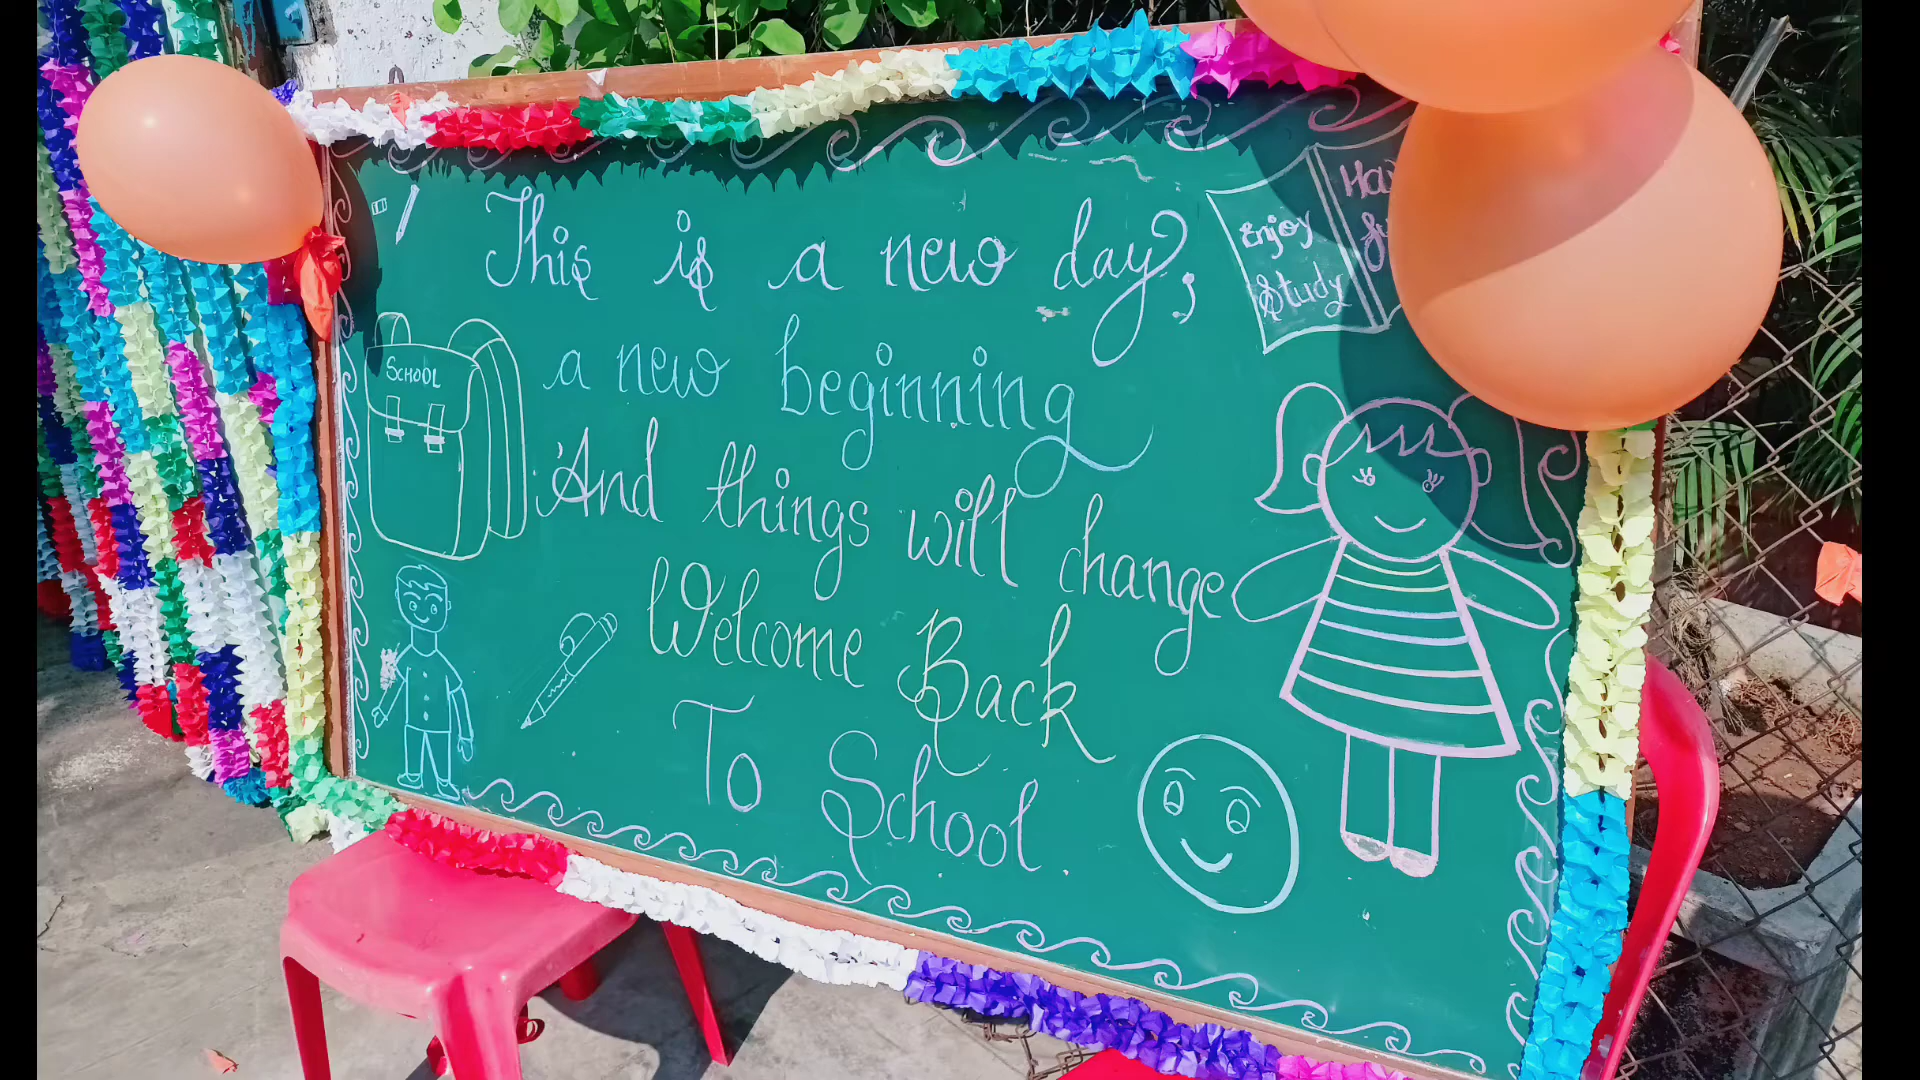 This is a new day,
a new beginning
And things will change
Welcome Back
To School
Enjoy
Study
SCHOOL